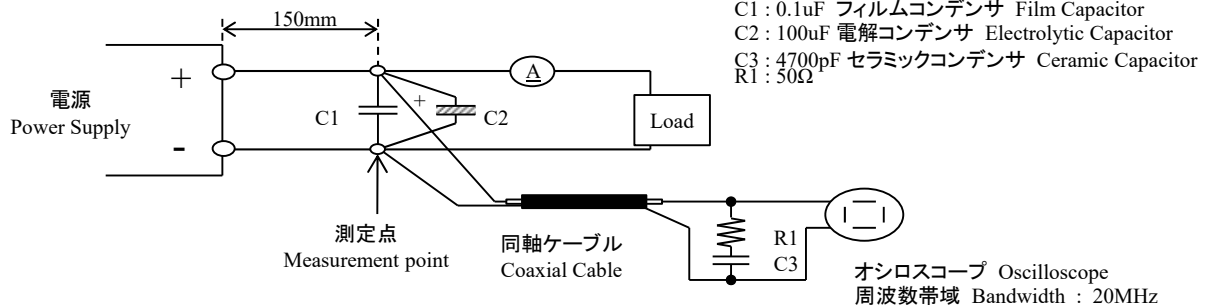 150mm
C1 : 0.1uF フィルムコンデンサ Film Capacitor
C2 : 100uF 電解コンデンサ Electrolytic Capacitor
C3 : 4700pF セラミックコンデンサ Ceramic Capacitor
R1 : 50Ω
+
-
電源
Power Supply
C1
+
C2
A
Load
測定点
Measurement point
同軸ケーブル
Coaxial Cable
R1
C3
オシロスコープ Oscilloscope
周波数帯域 Bandwidth : 20MHz